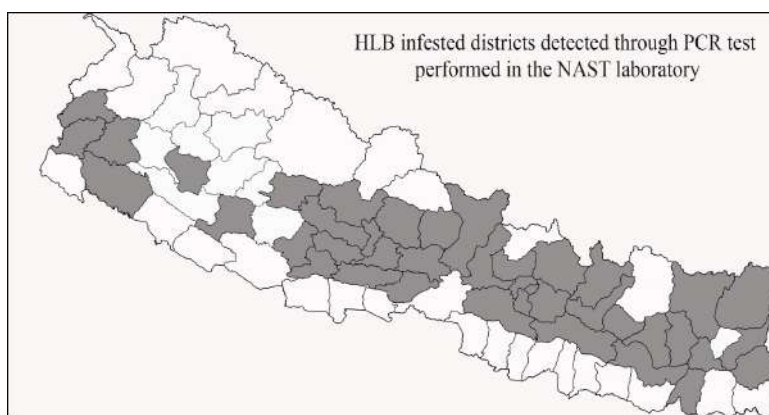 HLB infested districts detected through PCR test
performed in the NAST laboratory